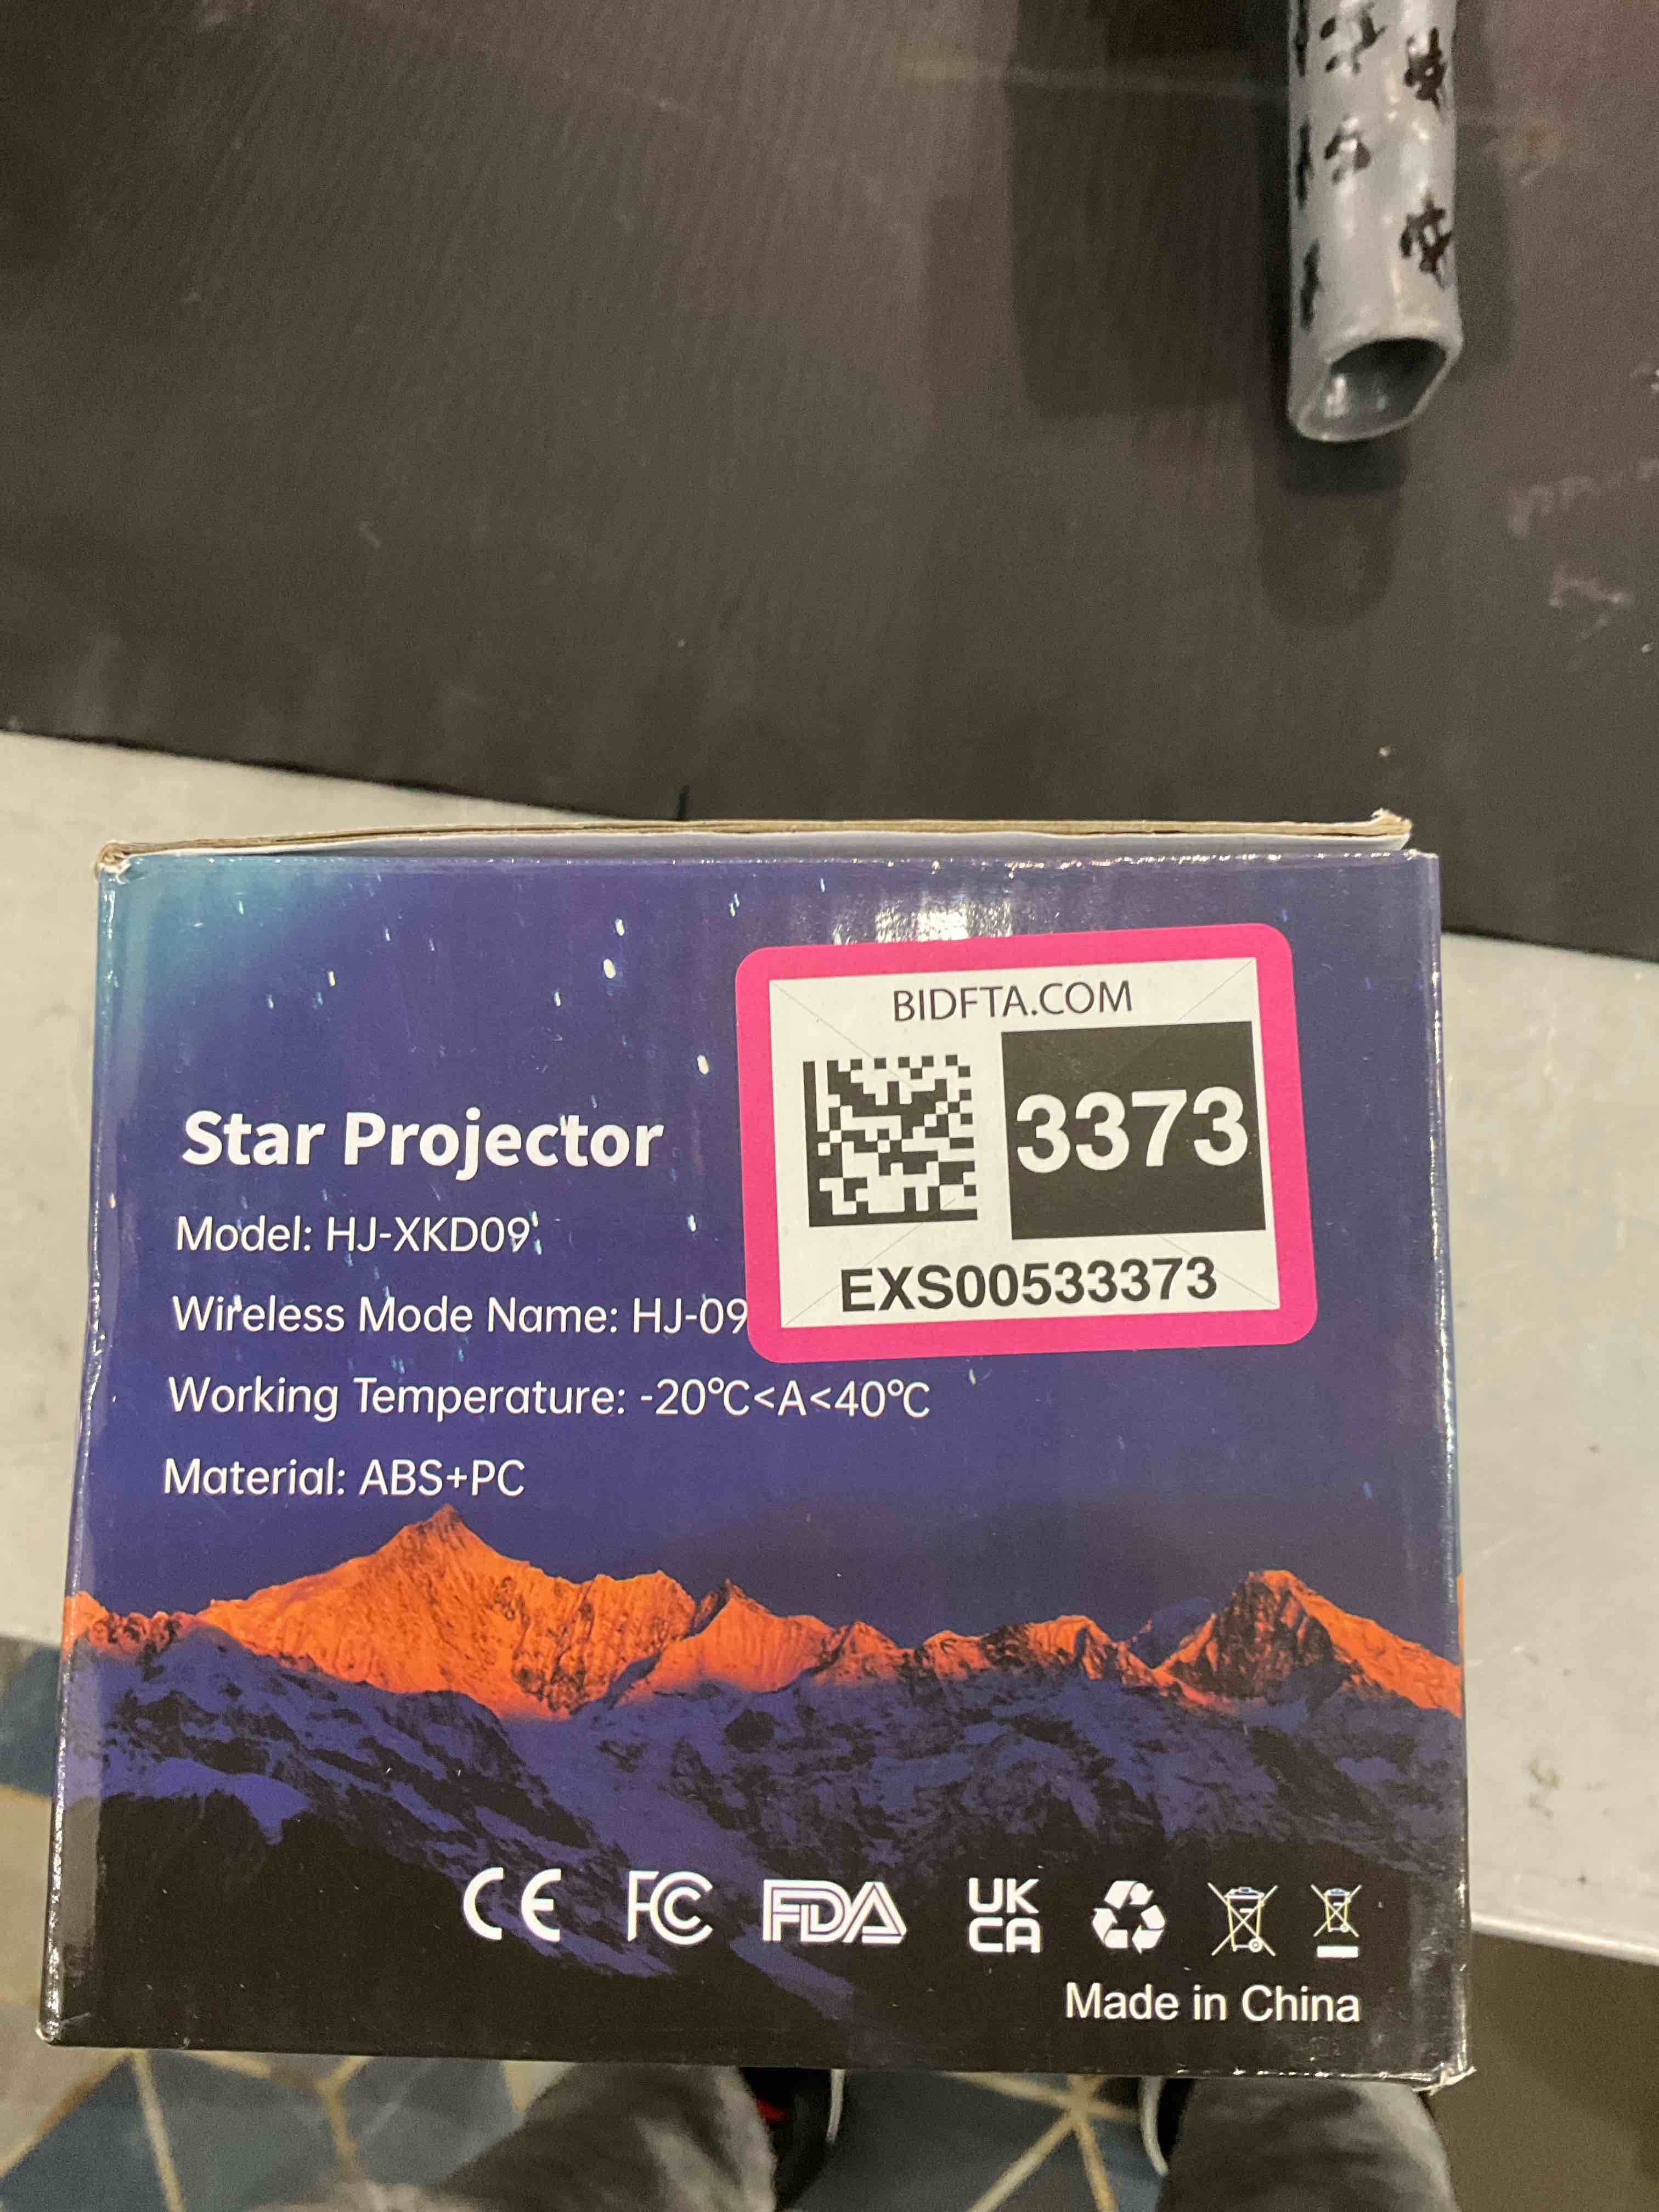 BIDFTA.COM
3373
EXS00533373
Star Projector
Model: HJ-XKD09
Wireless Mode Name: HJ-09
Working Temperature: -20℃<A<40℃
Material: ABS+PC
CE FC FDA UK CA
Made in China